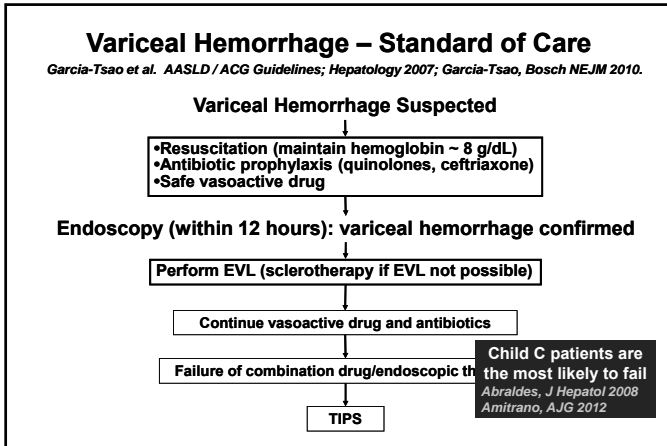 Variceal Hemorrhage – Standard of Care
Garcia-Tsao et al. AASLD / ACG Guidelines; Hepatology 2007; Garcia-Tsao, Bosch NEJM 2010.
Variceal Hemorrhage Suspected
•Resuscitation (maintain hemoglobin ~ 8 g/dL)
•Antibiotic prophylaxis (quinolones, ceftriaxone)
•Safe vasoactive drug
Endoscopy (within 12 hours): variceal hemorrhage confirmed
Perform EVL (sclerotherapy if EVL not possible)
Continue vasoactive drug and antibiotics
Failure of combination drug/endoscopic th
Child C patients are
the most likely to fail
Abraldes, J Hepatol 2008
Amitrano, AJG 2012
TIPS